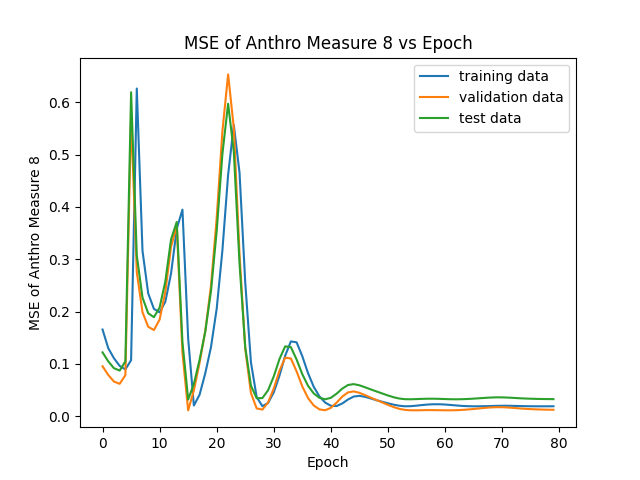 MSE of Anthro Measure 8 vs Epoch
training data
validation data
test data
MSE of Anthro Measure 8
0.6
0.5
0.4
0.3
0.2
0.1
0.0
0 10 20 30 40 50 60 70 80
Epoch